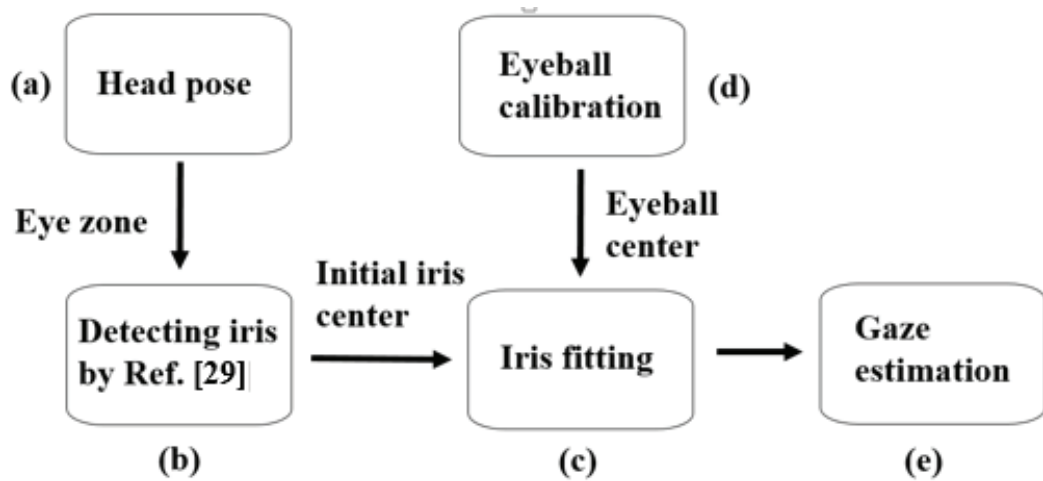 (a)
Head pose
Eyeball
calibration
(d)
Eye zone
Eyeball
center
Initial iris
center
Detecting iris
by Ref. [29]
Iris fitting
Gaze
estimation
(b)
(c)
(e)